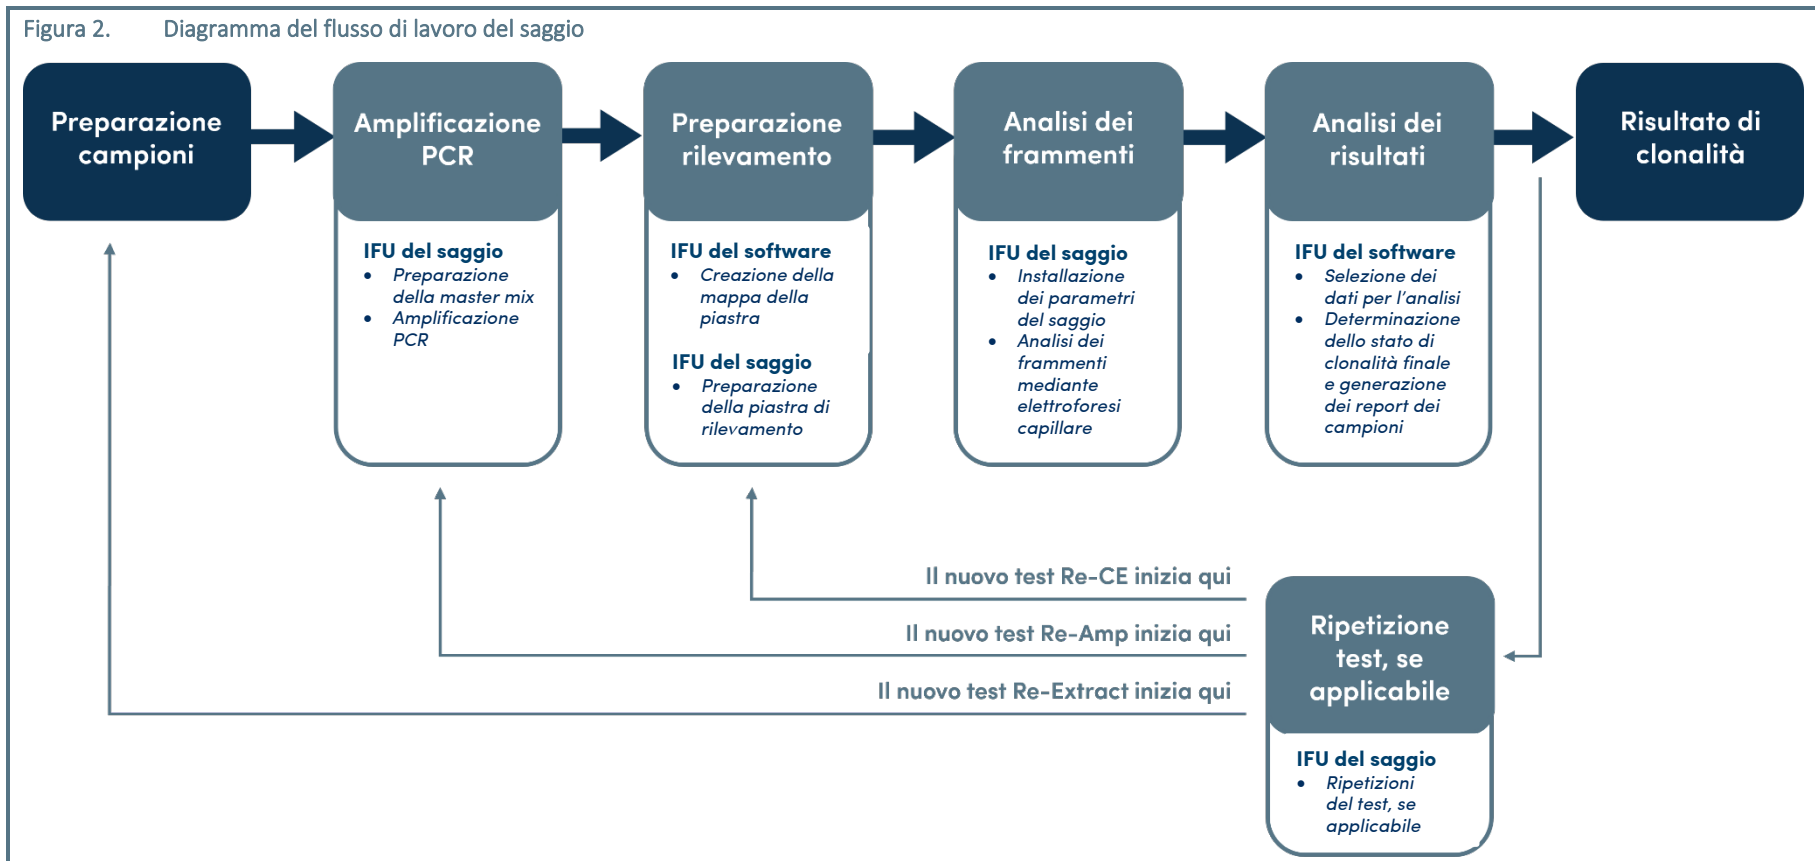 Figura 2. Diagramma del flusso di lavoro del saggio
Preparazione
campioni
Amplificazione
PCR
Preparazione
rilevamento
Analisi dei
frammenti
Analisi dei
risultati
Risultato di
clonalità
IFU del saggio
• Preparazione
della master mix
• Amplificazione
PCR
IFU del software
• Creazione della
mappa della
piastra
IFU del saggio
• Preparazione
della piastra di
rilevamento
IFU del saggio
• Installazione
dei parametri
del saggio
• Analisi dei
frammenti
mediante
elettroforesi
capillare
IFU del software
• Selezione dei
dati per l'analisi
• Determinazione
dello stato di
clonalità finale
e generazione
dei report dei
campioni
Il nuovo test Re-CE inizia qui
Il nuovo test Re-Amp inizia qui
Il nuovo test Re-Extract inizia qui
Ripetizione
test, se
applicabile
IFU del saggio
• Ripetizioni
del test, se
applicabile